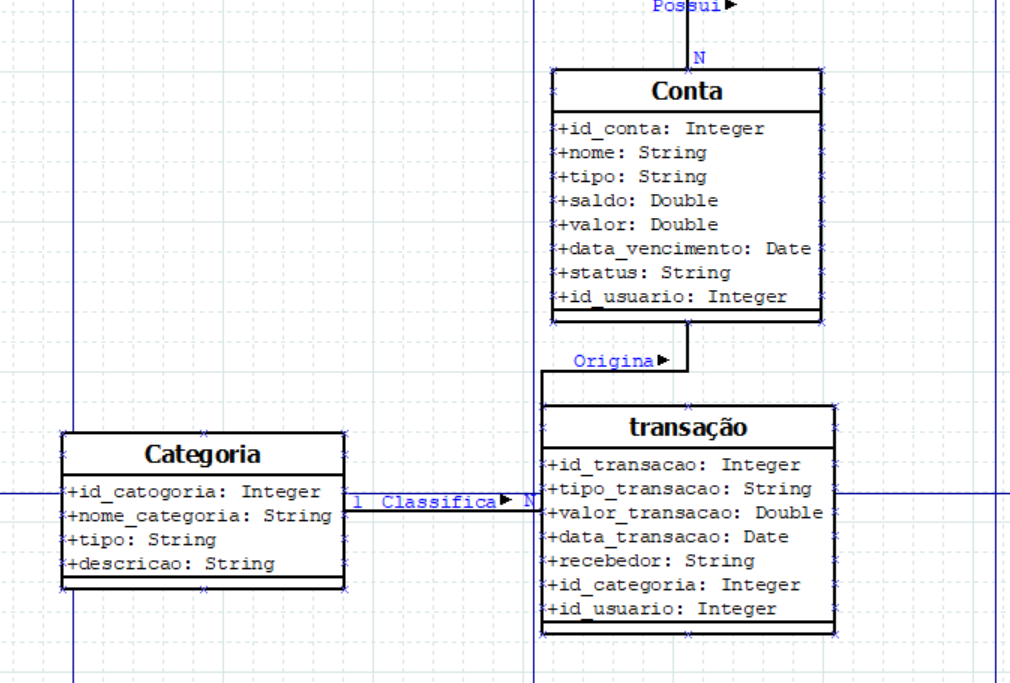 Possui
N
Conta
+id_conta: Integer
+nome: String
+tipo: String
+saldo: Double
+valor: Double
+data_vencimento: Date
+status: String
+id_usuario: Integer
Origina
transação
+id_transacao: Integer
+tipo_transacao: String
+valor_transacao: Double
+data_transacao: Date
+recebedor: String
+id_categoria: Integer
+id_usuario: Integer
Categoria
+id_catogoria: Integer
+nome_categoria: String
+tipo: String
+descricao: String
1 Classifica N